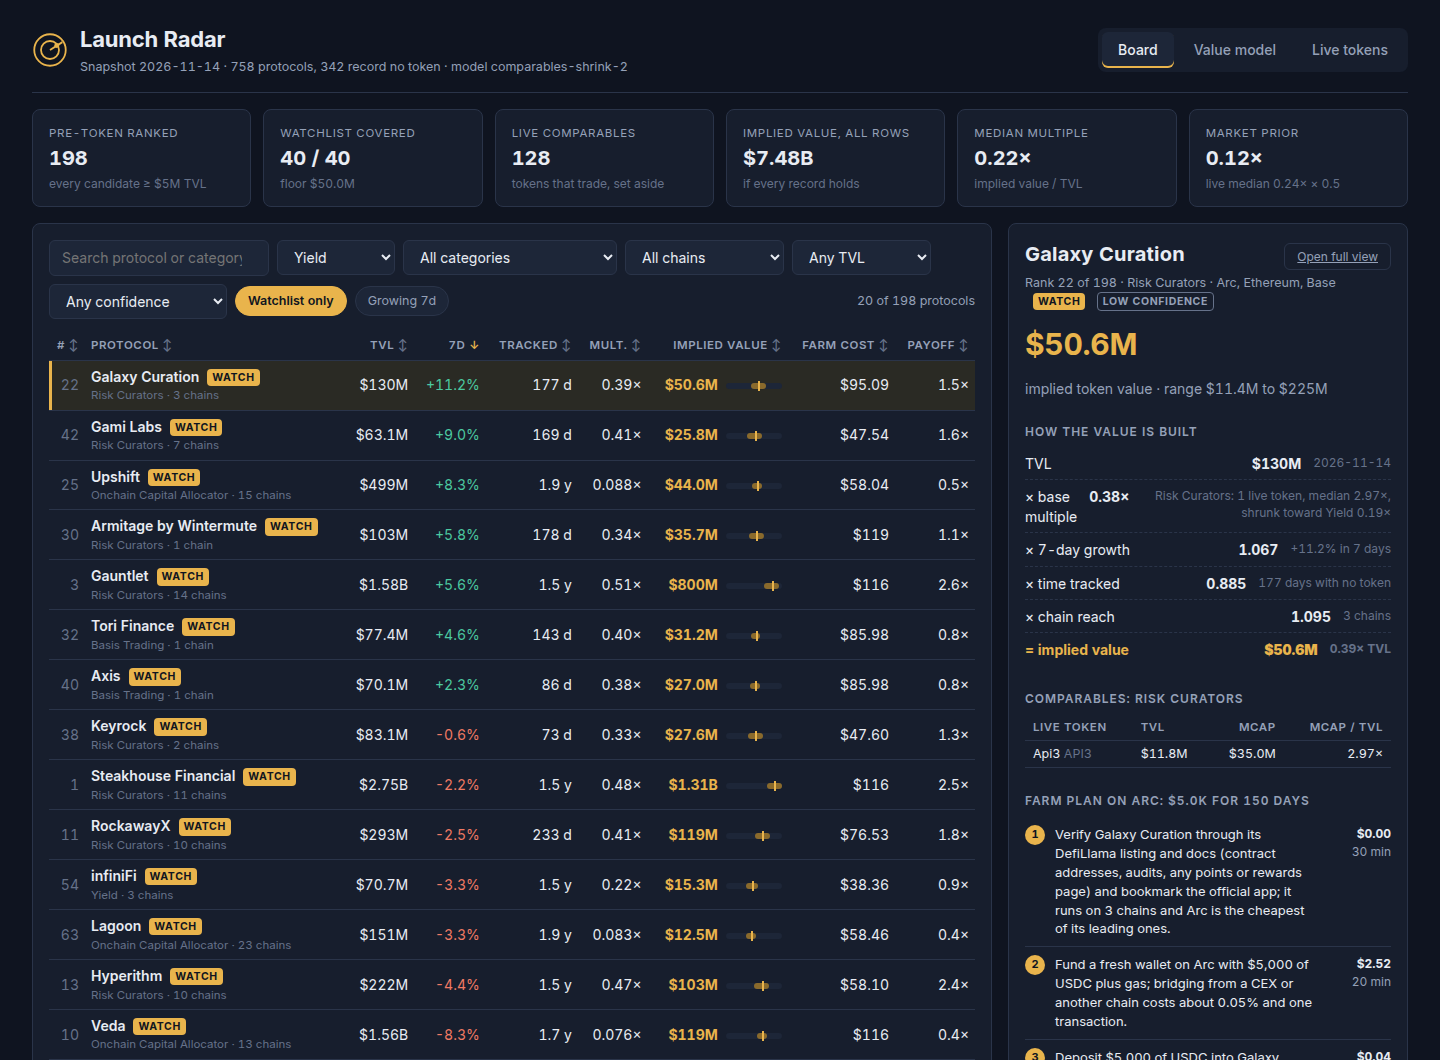 Launch Radar
Snapshot 2026-11-14 · 758 protocols, 342 record no token · model comparables-shrink-2
Board Value model Live tokens
PRE-TOKEN RANKED
198
every candidate ≥ $5M TVL
WATCHLIST COVERED
40 / 40
floor $50.0M
LIVE COMPARABLES
128
tokens that trade, set aside
IMPLIED VALUE, ALL ROWS
$7.48B
if every record holds
MEDIAN MULTIPLE
0.22×
implied value / TVL
MARKET PRIOR
0.12×
live median 0.24× × 0.5
Search protocol or category Yield All categories All chains Any TVL
Any confidence Watchlist only Growing 7d 20 of 198 protocols
# PROTOCOL TVL 7D TRACKED MULT. IMPLIED VALUE FARM COST PAYOFF
22 Galaxy Curation WATCH $130M +11.2% 177 d 0.39× $50.6M $95.09 1.5×
Risk Curators · 3 chains
42 Gami Labs WATCH $63.1M +9.0% 169 d 0.41× $25.8M $47.54 1.6×
Risk Curators · 7 chains
25 Upshift WATCH $499M +8.3% 1.9 y 0.088× $44.0M $58.04 0.5×
Onchain Capital Allocator · 15 chains
30 Armitage by Wintermute WATCH $103M +5.8% 178 d 0.34× $35.7M $119 1.1×
Risk Curators · 1 chain
3 Gauntlet WATCH $1.58B +5.6% 1.5 y 0.51× $800M $116 2.6×
Risk Curators · 14 chains
32 Tori Finance WATCH $77.4M +4.6% 143 d 0.40× $31.2M $85.98 0.8×
Basis Trading · 1 chain
40 Axis WATCH $70.1M +2.3% 86 d 0.38× $27.0M $85.98 0.8×
Basis Trading · 1 chain
38 Keyrock WATCH $83.1M -0.6% 73 d 0.33× $27.6M $47.60 1.3×
Risk Curators · 2 chains
1 Steakhouse Financial WATCH $2.75B -2.2% 1.5 y 0.48× $1.31B $116 2.5×
Risk Curators · 11 chains
11 RockawayX WATCH $293M -2.5% 233 d 0.41× $119M $76.53 1.8×
Risk Curators · 10 chains
54 infiniFi WATCH $70.7M -3.3% 1.5 y 0.22× $15.3M $38.36 0.9×
Yield · 3 chains
63 Lagoon WATCH $151M -3.3% 1.9 y 0.083× $12.5M $58.46 0.4×
Onchain Capital Allocator · 23 chains
13 Hyperithm WATCH $222M -4.4% 1.5 y 0.47× $103M $58.10 2.4×
Risk Curators · 10 chains
10 Veda WATCH $1.56B -8.3% 1.7 y 0.076× $119M $116 0.4×
Onchain Capital Allocator · 13 chains
Galaxy Curation Open full view
Rank 22 of 198 · Risk Curators · Arc, Ethereum, Base
WATCH LOW CONFIDENCE
$50.6M
implied token value · range $11.4M to $225M
HOW THE VALUE IS BUILT
TVL $130M 2026-11-14
× base multiple 0.38× Risk Curators: 1 live token, median 2.97×,
shrunk toward Yield 0.19×
× 7-day growth 1.067 +11.2% in 7 days
× time tracked 0.885 177 days with no token
× chain reach 1.095 3 chains
= implied value $50.6M 0.39× TVL
COMPARABLES: RISK CURATORS
LIVE TOKEN TVL MCAP MCAP / TVL
Api3 API3 $11.8M $35.0M 2.97×
FARM PLAN ON ARC: $5.0K FOR 150 DAYS
1 Verify Galaxy Curation through its $0.00
DefiLlama listing and docs (contract 30 min
addresses, audits, any points or rewards
page) and bookmark the official app; it
runs on 3 chains and Arc is the cheapest
of its leading ones.
2 Fund a fresh wallet on Arc with $5,000 of $2.52
USDC plus gas; bridging from a CEX or 20 min
another chain costs about 0.05% and one
transaction.
3 Deposit $5,000 of USDC into Galaxy $0.04